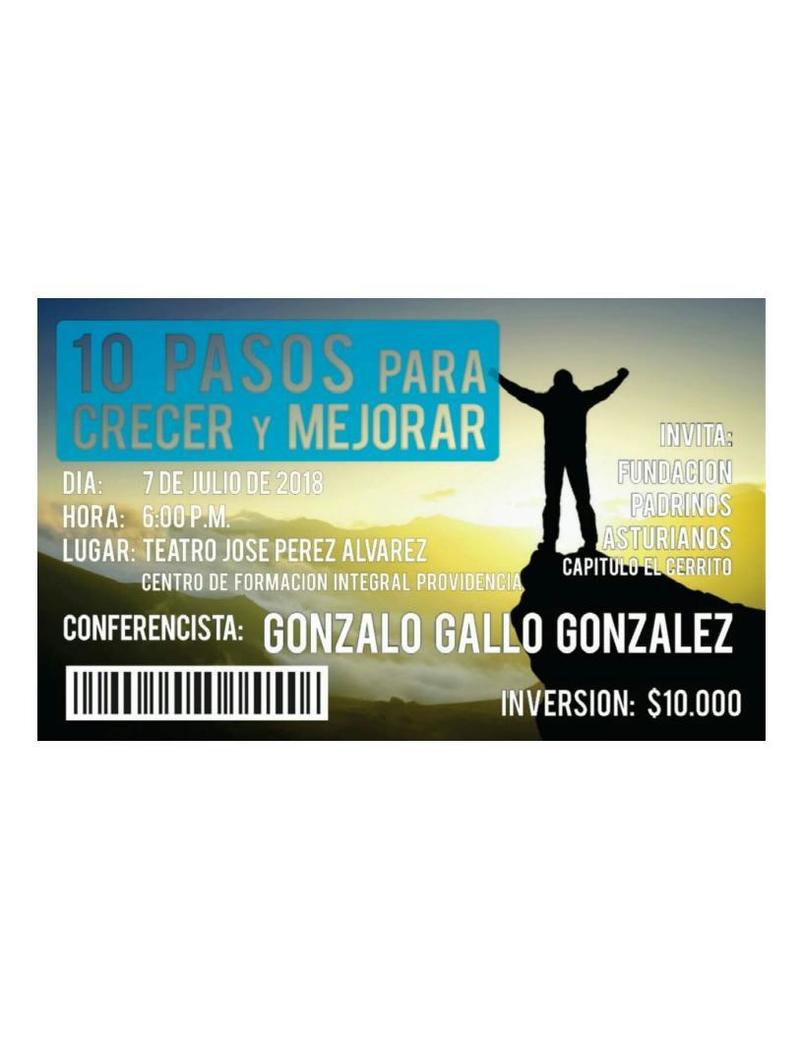 10 PASOS PARA
CRECER Y MEJORAR
DIA: 7 DE JULIO DE 2018
HORA: 6:00 P.M.
LUGAR: TEATRO JOSE PEREZ ALVAREZ
CENTRO DE FORMACION INTEGRAL PROVIDENCIA
INVITA:
FUNDACION
PADRINOS
ASTURIANOS
CAPITULO EL CERRITO
CONFERENCISTA: GONZALO GALLO GONZALEZ
INVERSION: $10.000